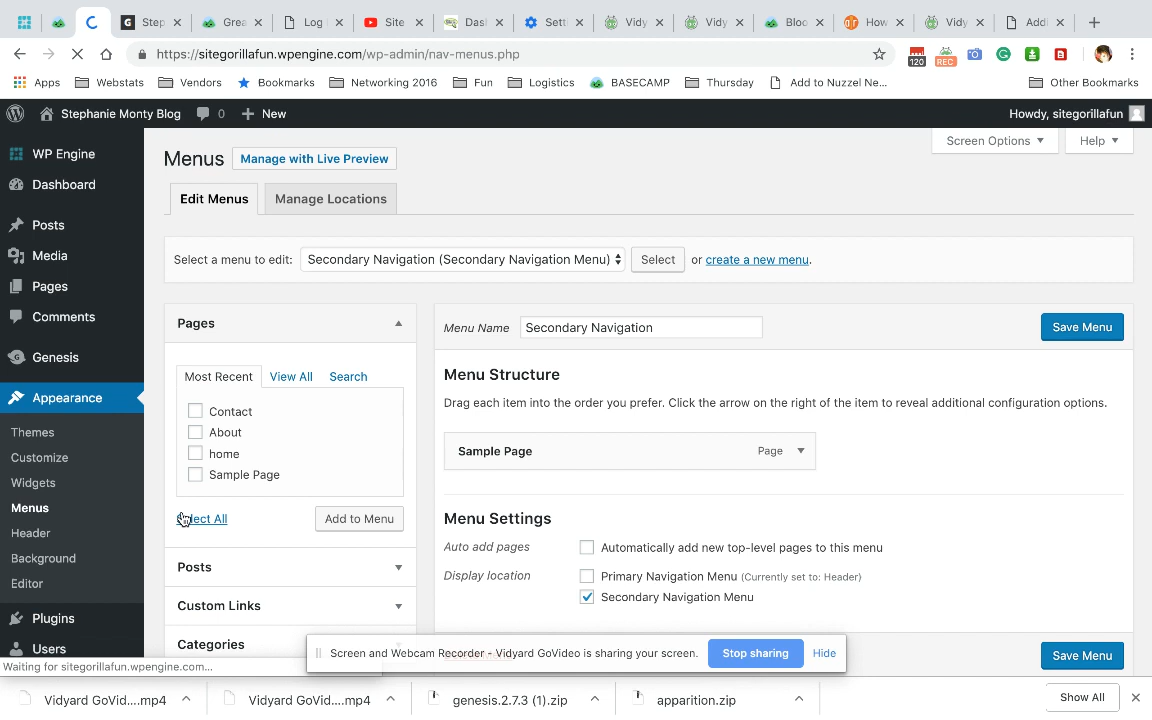 Step
Grea
Log
Site
Das
Sett
Vidy
Vidy
Bloo
How
Vidy
Addi
https://sitegorillafun.wpengine.com/wp-admin/nav-menus.php
120
REC
Apps
Webstats
Vendors
Bookmarks
Networking 2016
Fun
Logistics
BASECAMP
Thursday
Add to Nuzzel Ne...
Other Bookmarks
Stephanie Monty Blog
0
New
Howdy, sitegorillafun
Screen Options
Help
WP Engine
Dashboard
Posts
Media
Pages
Comments
Genesis
Appearance
Themes
Customize
Widgets
Menus
Header
Background
Editor
Plugins
Users
Menus
Manage with Live Preview
Edit Menus
Manage Locations
Select a menu to edit:
Secondary Navigation (Secondary Navigation Menu)
Select
or create a new menu.
Pages
Most Recent
View All
Search
Contact
About
home
Sample Page
Select All
Add to Menu
Posts
Custom Links
Categories
Menu Name
Secondary Navigation
Save Menu
Menu Structure
Drag each item into the order you prefer. Click the arrow on the right of the item to reveal additional configuration options.
Sample Page
Page
Menu Settings
Auto add pages
Automatically add new top-level pages to this menu
Display location
Primary Navigation Menu (Currently set to: Header)
Secondary Navigation Menu
Save Menu
Screen and Webcam Recorder - Vidyard GoVideo is sharing your screen.
Stop sharing
Hide
Waiting for sitegorillafun.wpengine.com...
Vidyard GoVid....mp4
Vidyard GoVid....mp4
genesis.2.7.3 (1).zip
apparition.zip
Show All